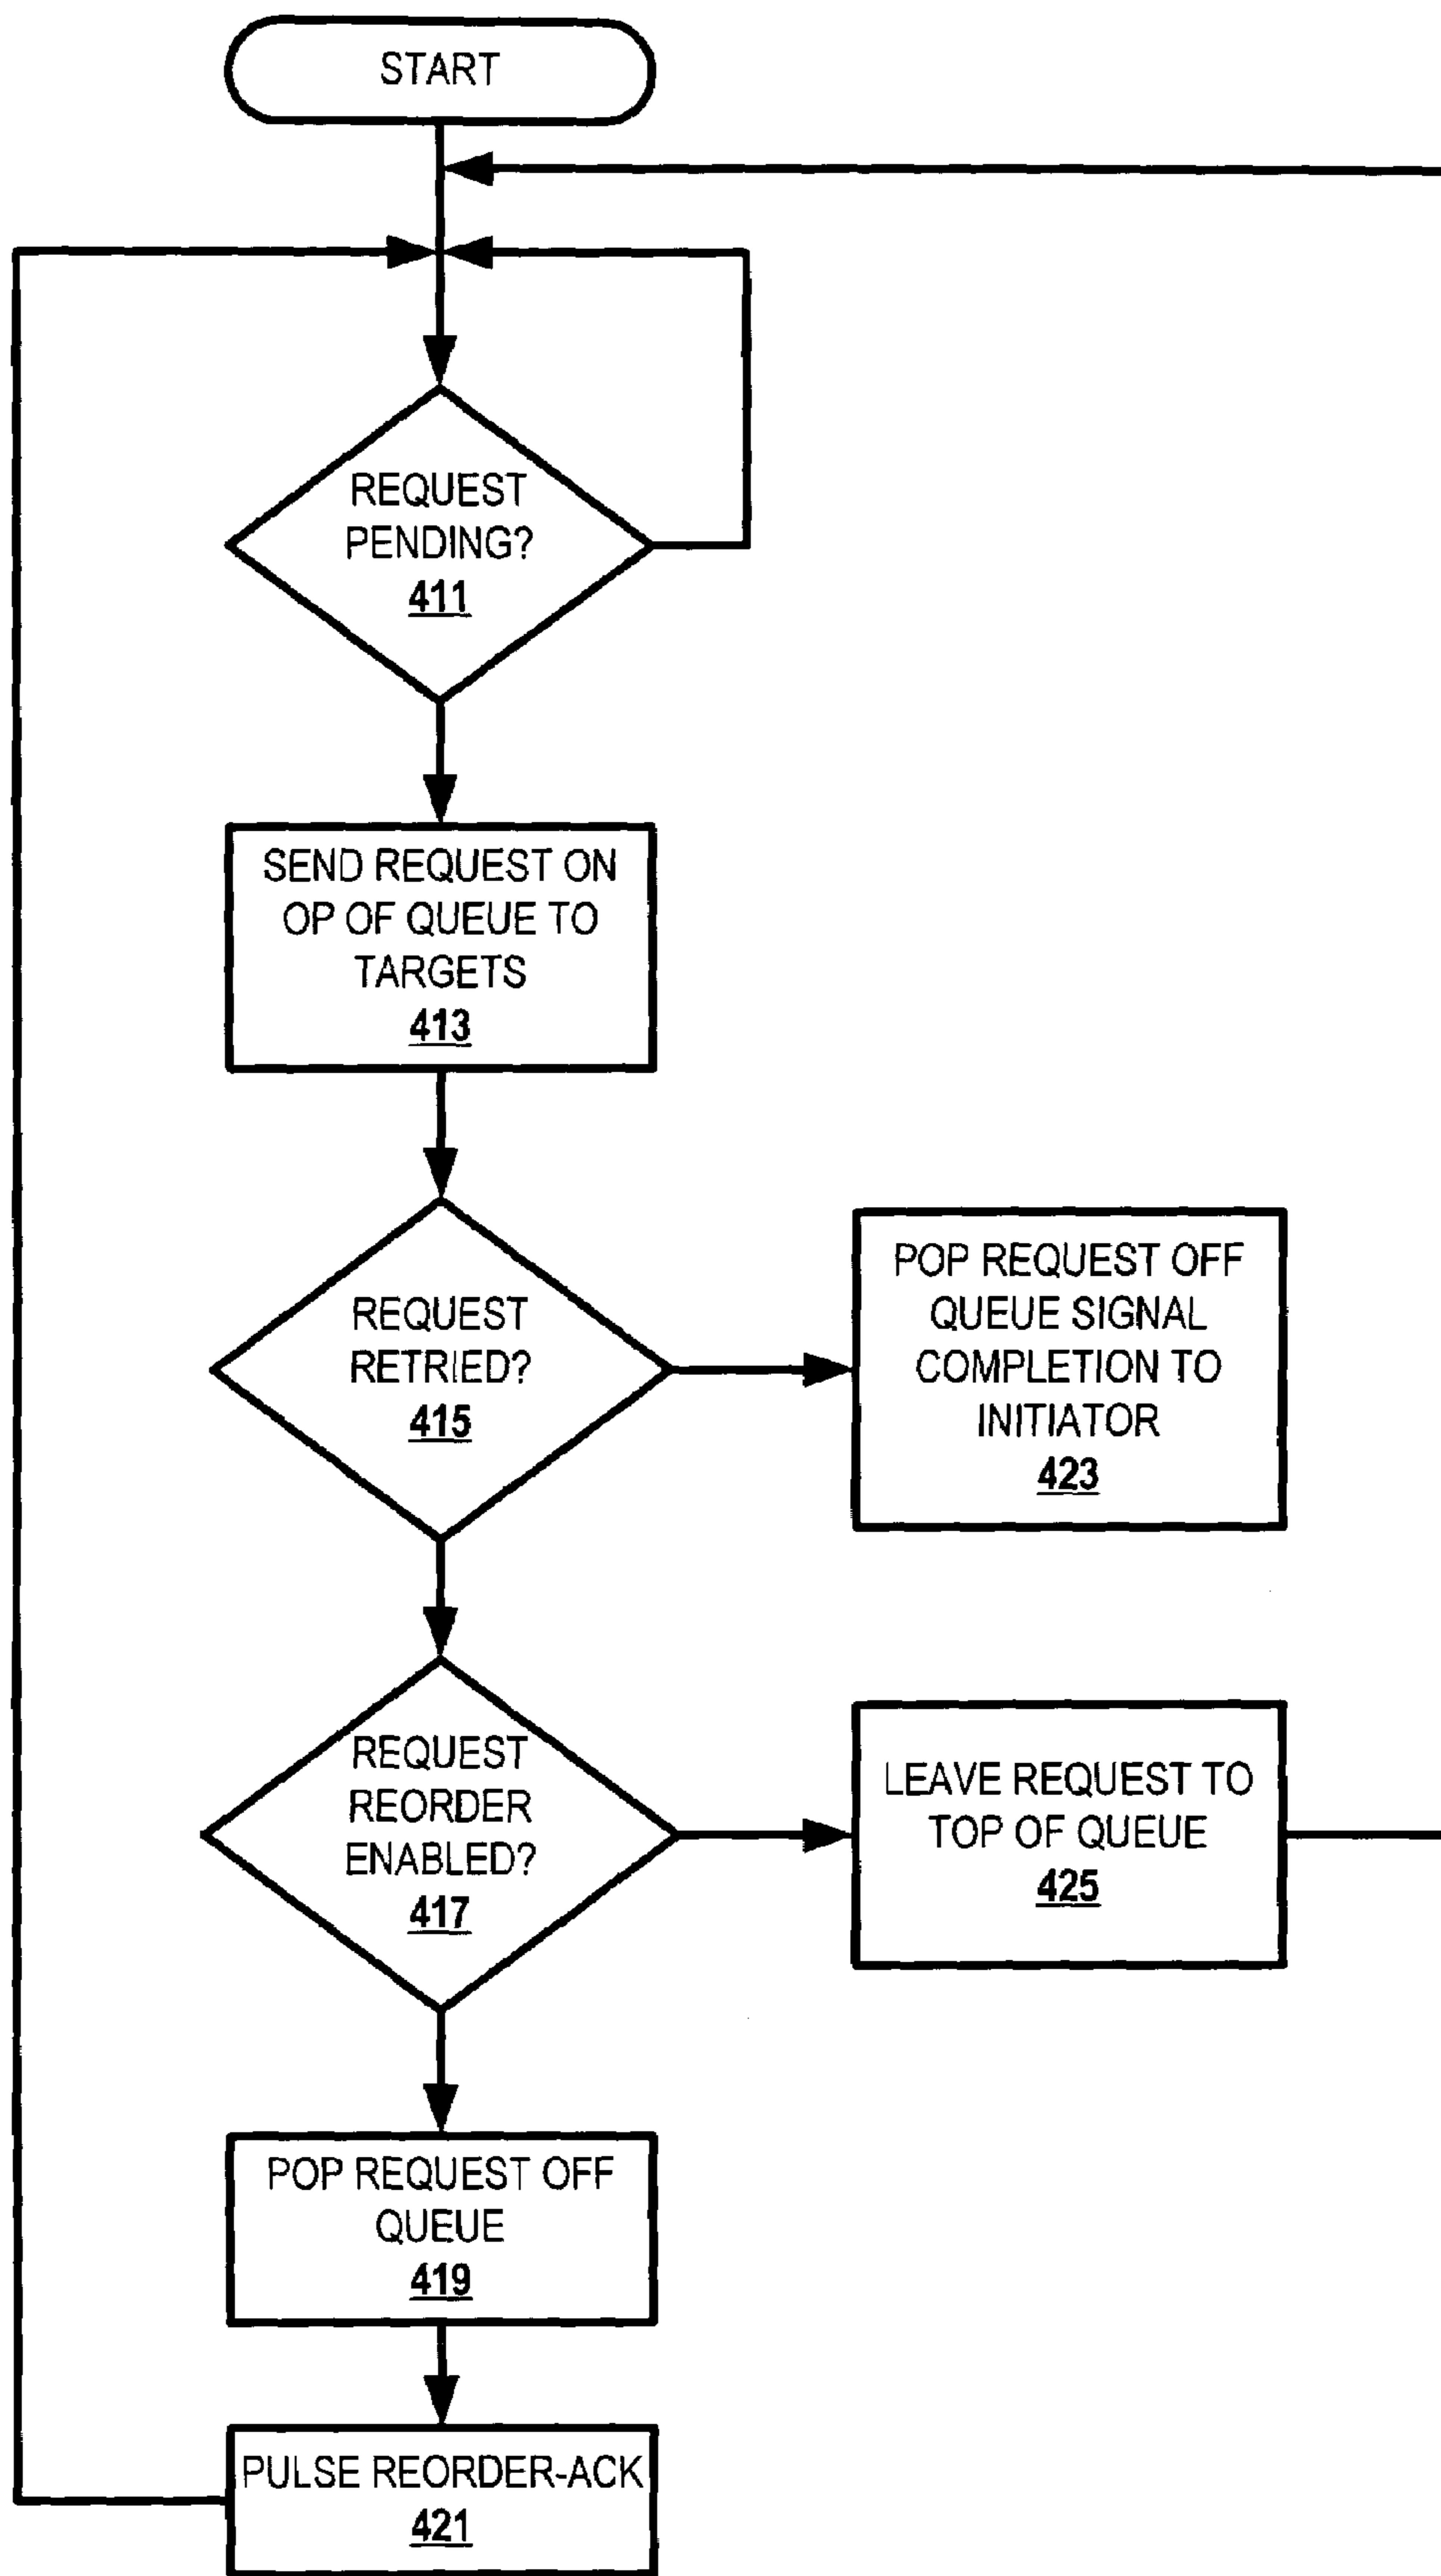 START
REQUEST
PENDING?
411
SEND REQUEST ON
OP OF QUEUE TO
TARGETS
413
REQUEST
RETRIED?
415
POP REQUEST OFF
QUEUE SIGNAL
COMPLETION TO
INITIATOR
423
REQUEST
REORDER
ENABLED?
417
LEAVE REQUEST TO
TOP OF QUEUE
425
POP REQUEST OFF
QUEUE
419
PULSE REORDER-ACK
421